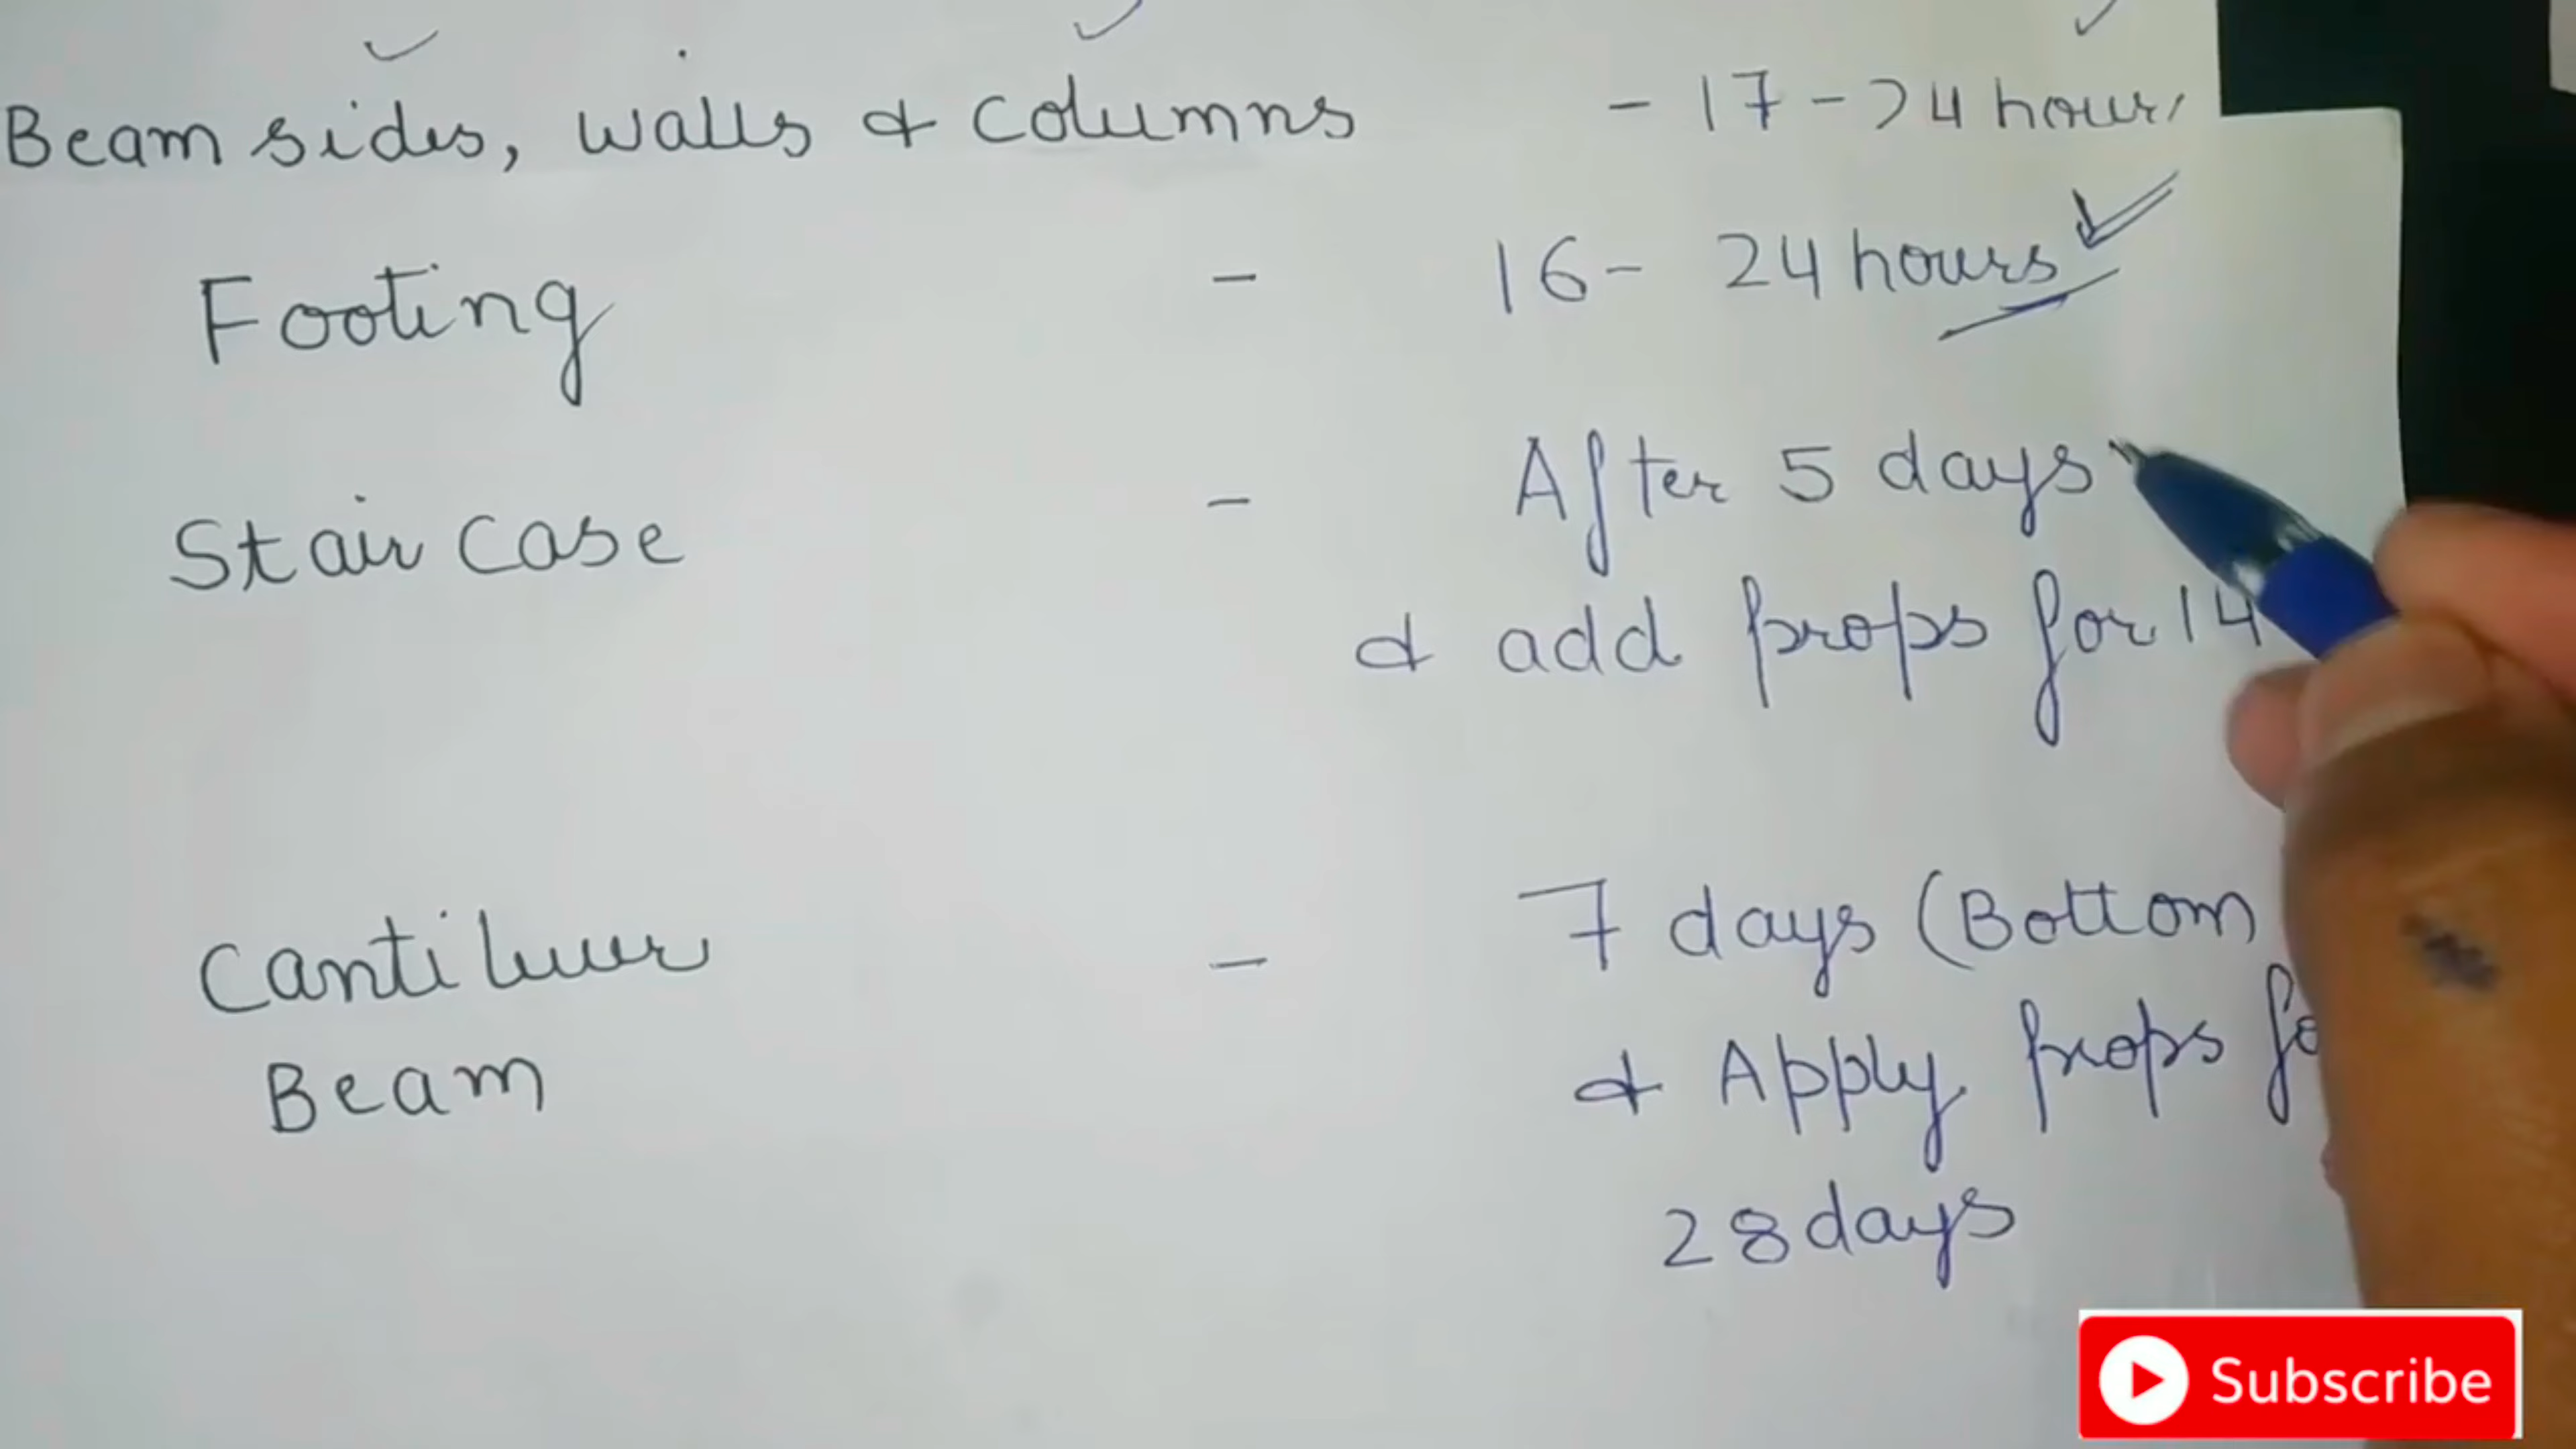 Beam sides, walls & columns - 17-24 hours
Footing - 16- 24 hours
Stair case - After 5 days
& add props for 14
Cantilever - 7 days (Bottom
Beam & Apply props fo
28 days
Subscribe